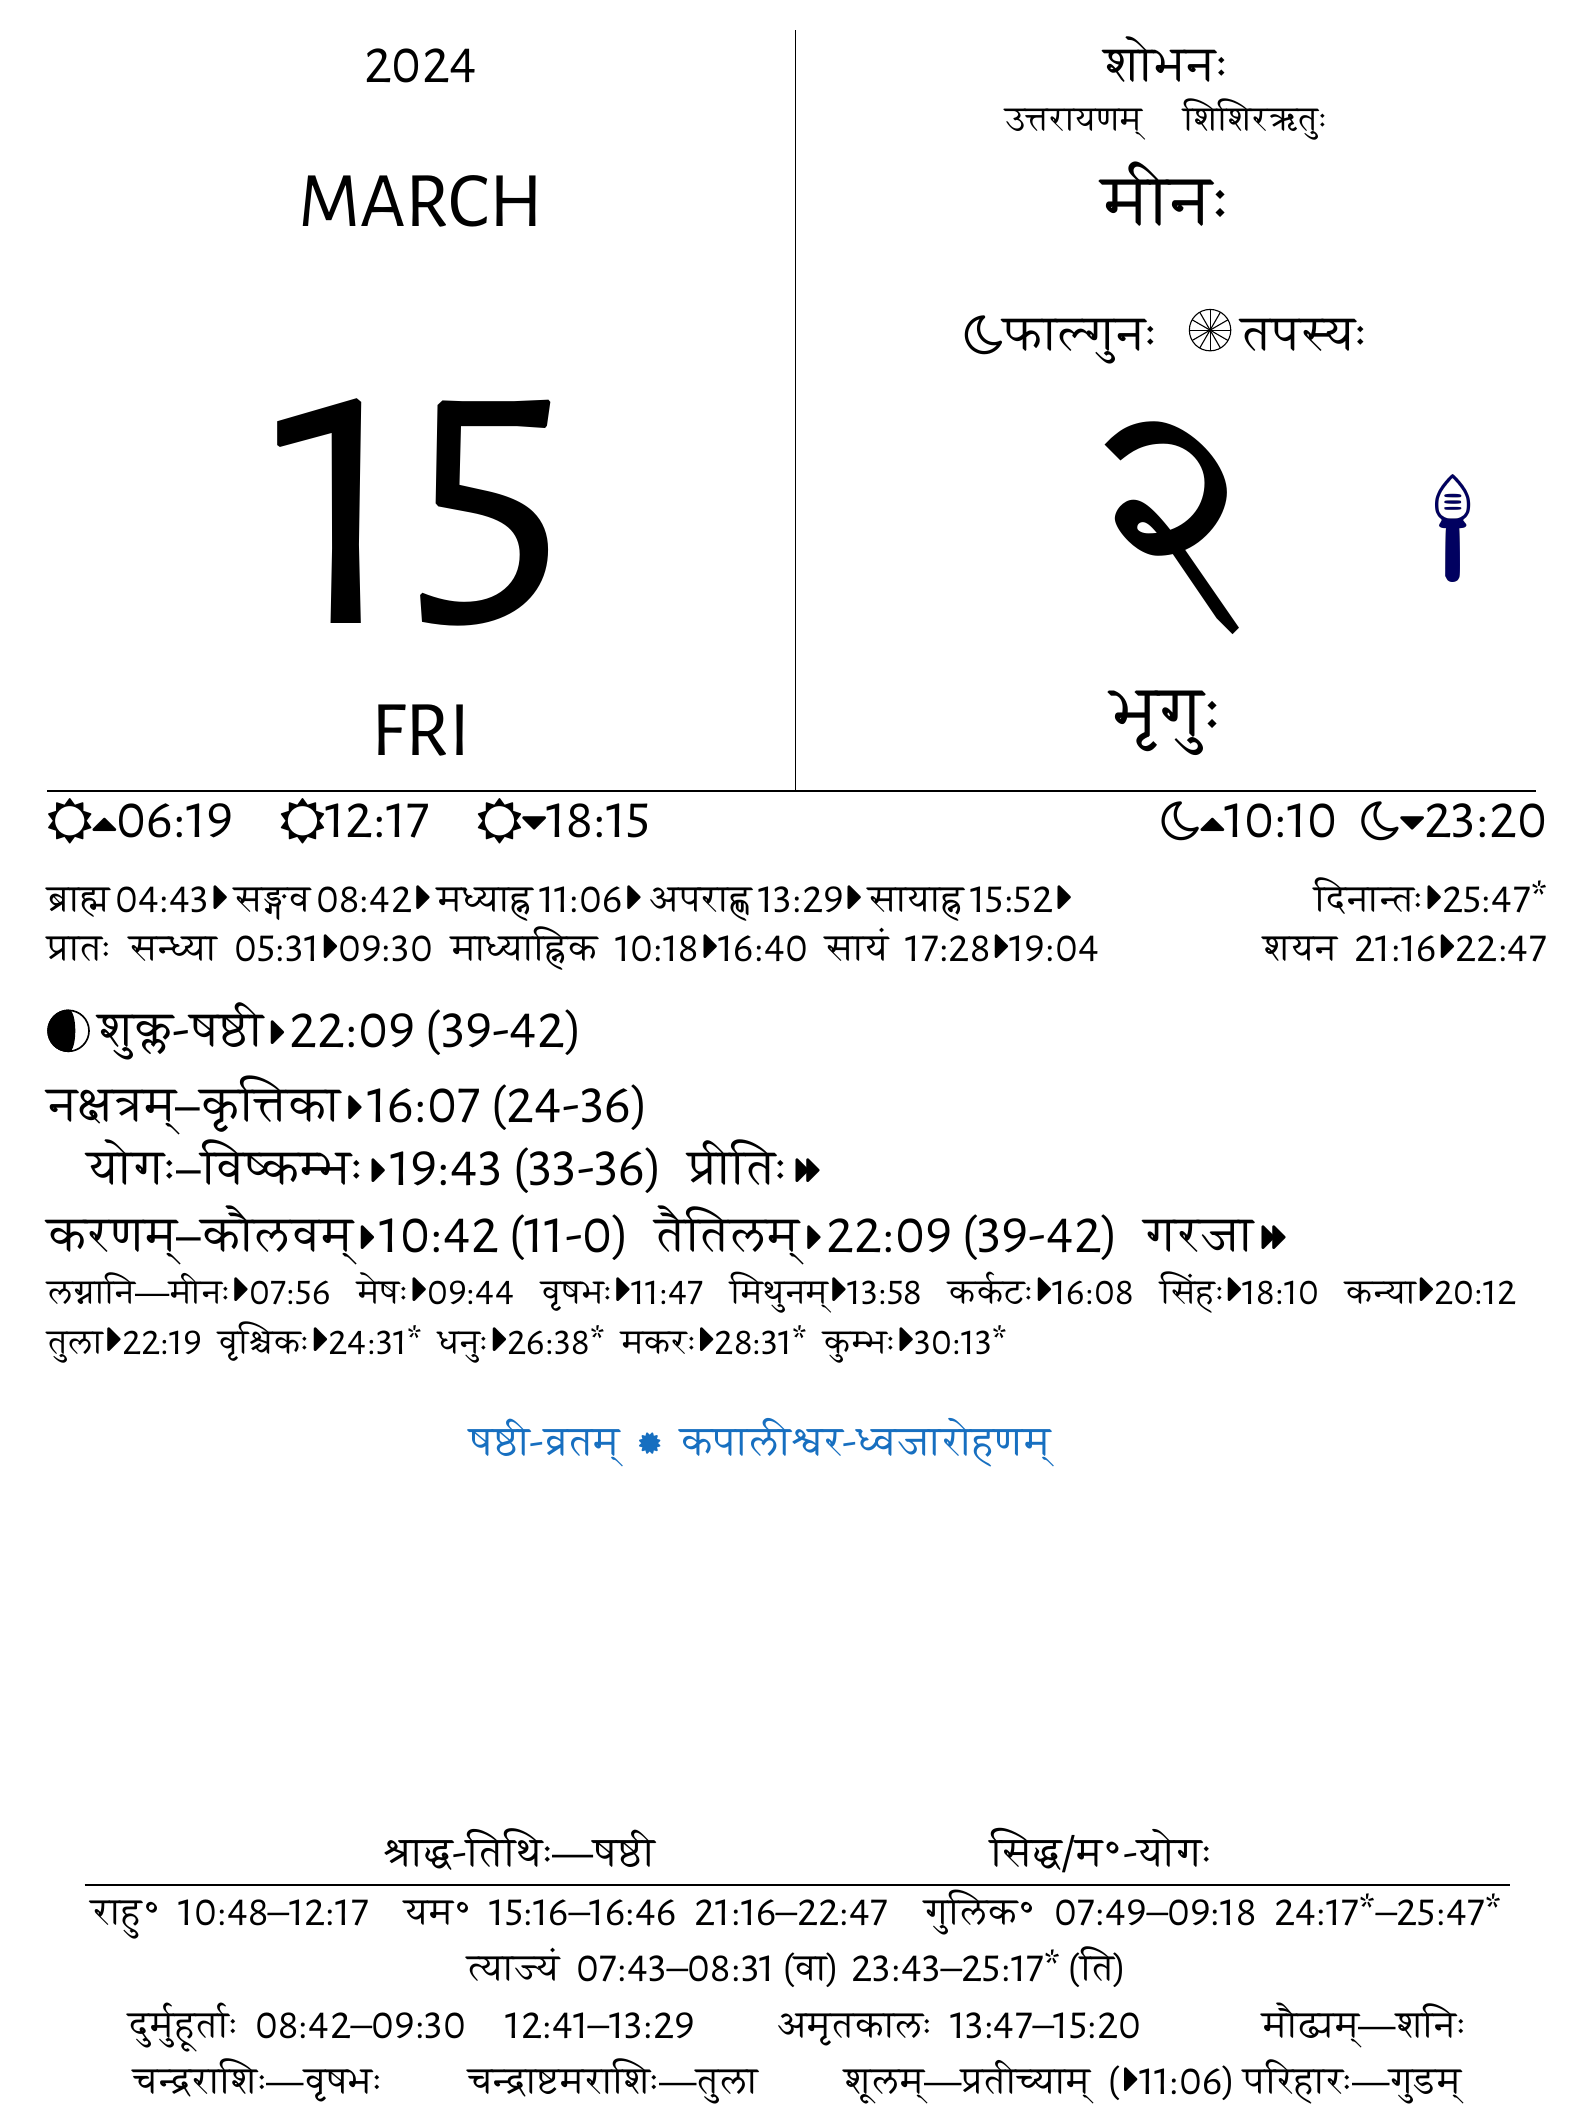 2024
MARCH
15
FRI
शोभनः
उत्तरायणम् शिशिरऋतुः
मीनः
फाल्गुनः तपस्यः
२
भृगुः
06:19 12:17 18:15 10:10 23:20
ब्राह्म 04:43 सङ्गव 08:42 मध्याह्न 11:06 अपराह्ण 13:29 सायाह्न 15:52 दिनान्तः 25:47*
प्रातः सन्ध्या 05:31 09:30 माध्याह्निक 10:18 16:40 सायं 17:28 19:04 शयन 21:16 22:47
शुक्ल-षष्ठी 22:09 (39-42)
नक्षत्रम्–कृत्तिका 16:07 (24-36)
योगः–विष्कम्भः 19:43 (33-36) प्रीतिः
करणम्–कौलवम् 10:42 (11-0) तैतिलम् 22:09 (39-42) गरजा
लग्नानि—मीनः 07:56 मेषः 09:44 वृषभः 11:47 मिथुनम् 13:58 कर्कटः 16:08 सिंहः 18:10 कन्या 20:12
तुला 22:19 वृश्चिकः 24:31* धनुः 26:38* मकरः 28:31* कुम्भः 30:13*
षष्ठी-व्रतम् कपालीश्वर-ध्वजारोहणम्
श्राद्ध-तिथिः—षष्ठी सिद्ध/म॰-योगः
राहु॰ 10:48–12:17 यम॰ 15:16–16:46 21:16–22:47 गुलिक॰ 07:49–09:18 24:17*–25:47*
त्याज्यं 07:43–08:31 (वा) 23:43–25:17* (ति)
दुर्मुहूर्ताः 08:42–09:30 12:41–13:29 अमृतकालः 13:47–15:20 मौढ्यम्—शनिः
चन्द्रराशिः—वृषभः चन्द्राष्टमराशिः—तुला शूलम्—प्रतीच्याम् (11:06) परिहारः—गुडम्